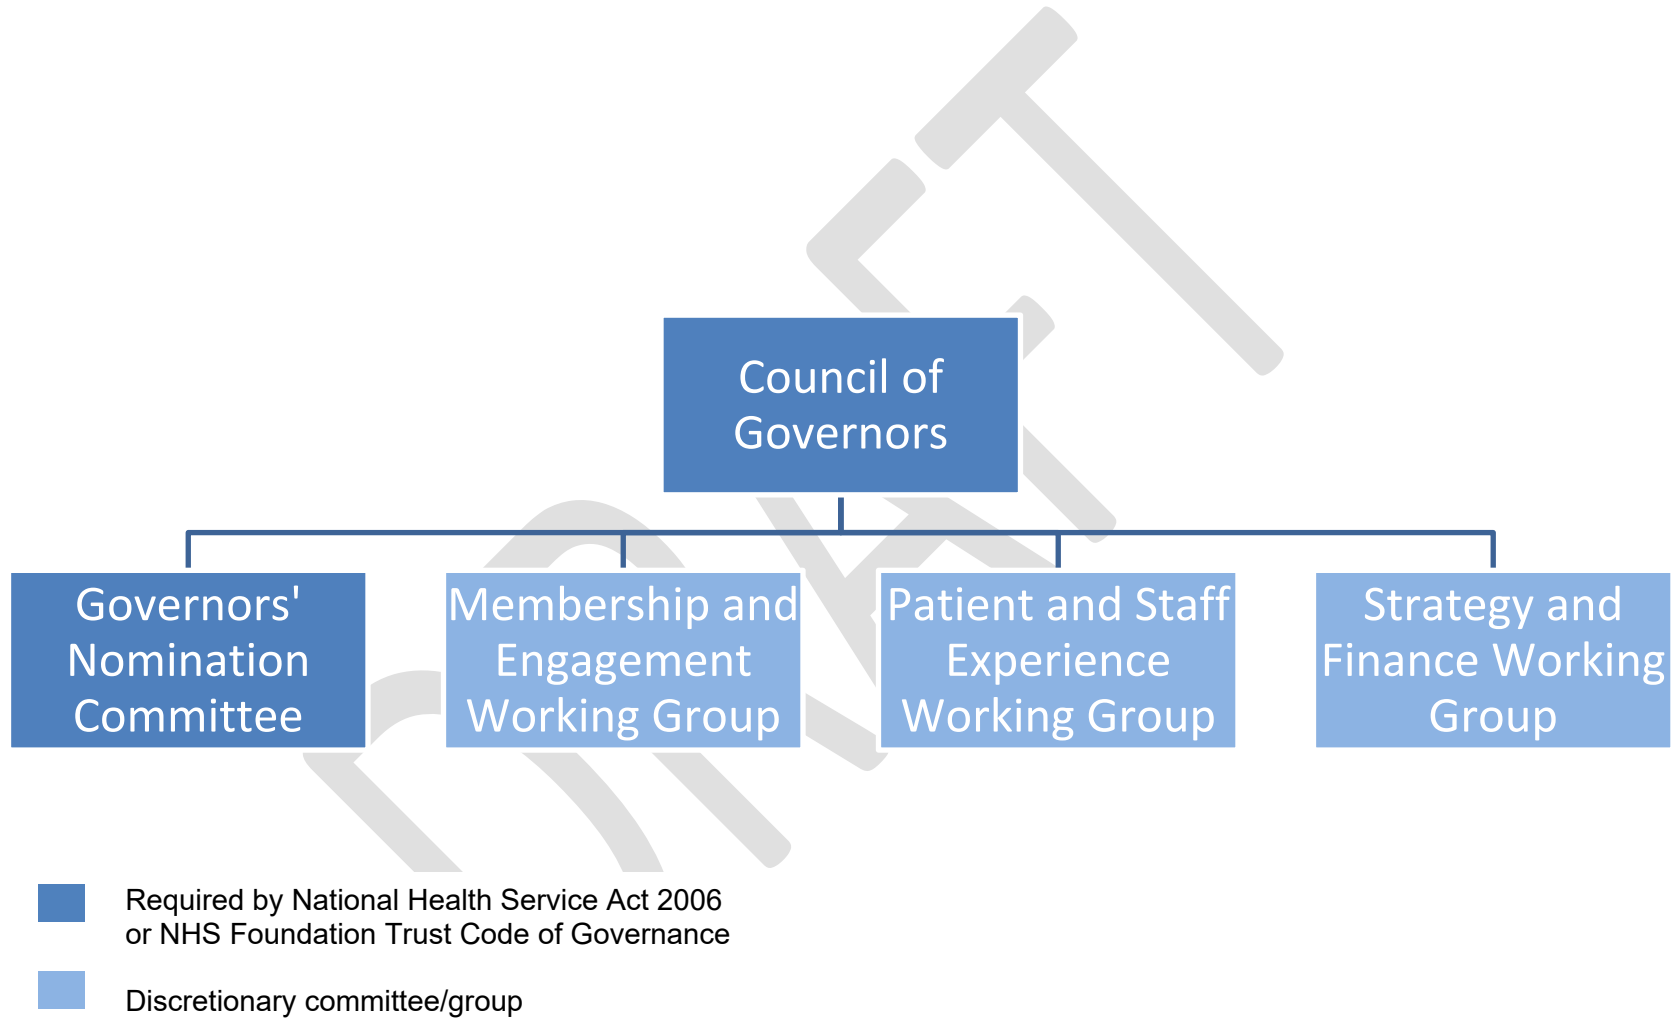 DRAFT
Council of
Governors
Governors'
Nomination
Committee
Membership and
Engagement
Working Group
Patient and Staff
Experience
Working Group
Strategy and
Finance Working
Group
Required by National Health Service Act 2006
or NHS Foundation Trust Code of Governance
Discretionary committee/group